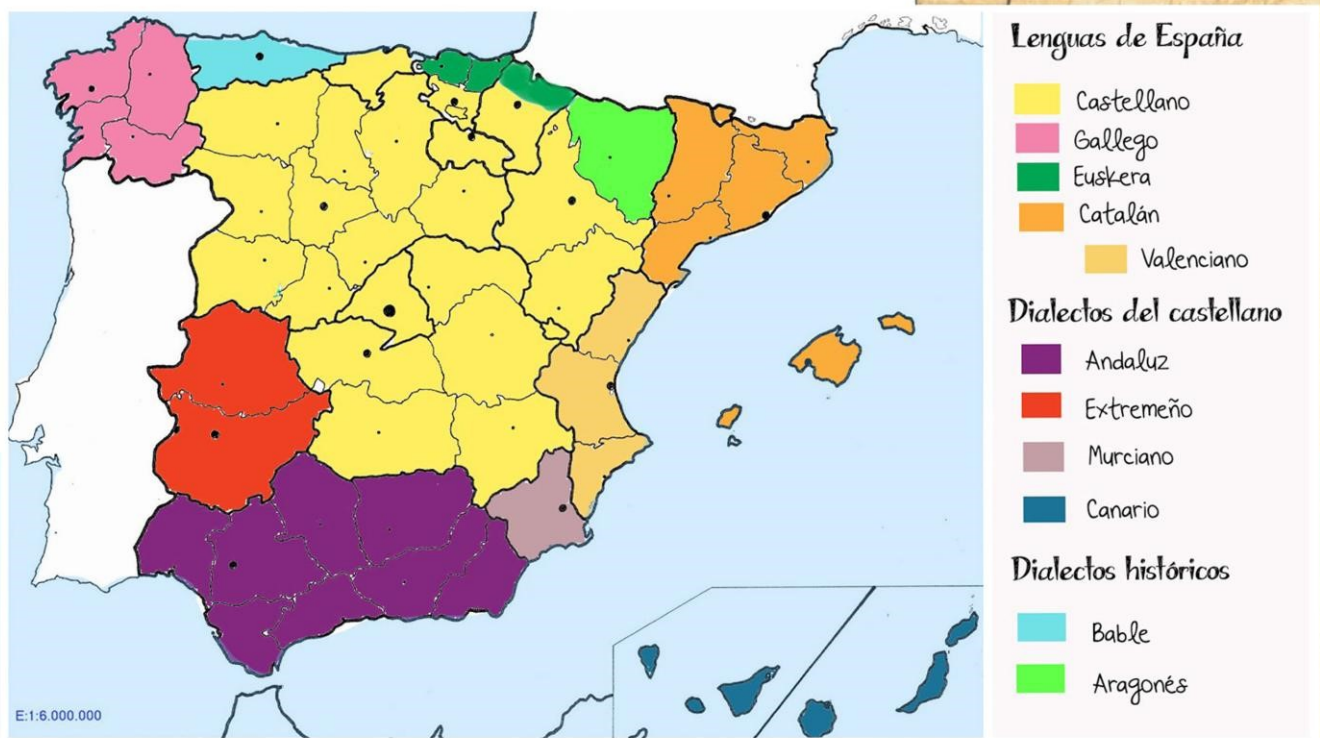 Lenguas de España
Castellano
Gallego
Euskera
Catalán
Valenciano
Dialectos del castellano
Andaluz
Extremeño
Murciano
Canario
Dialectos históricos
Bable
Aragonés
E:1:6.000.000